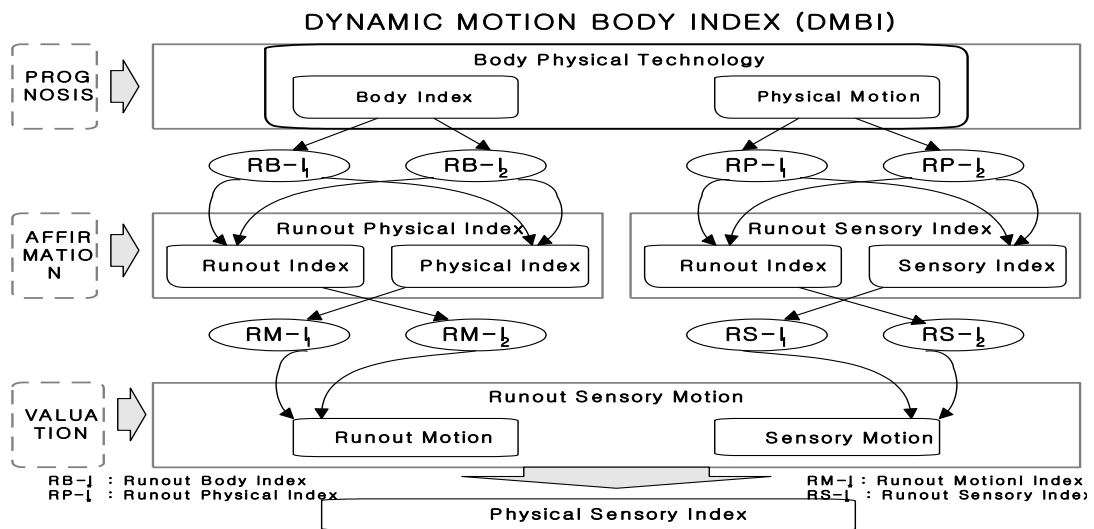 DYNAMIC MOTION BODY INDEX (DMBI)
PROG
NOSIS
Body Physical Technology
Body Index
Physical Motion
RB-I1
RB-I2
RP-I1
RP-I2
AFFIR
MATIO
N
Runout Physical Index
Runout Index
Physical Index
Runout Sensory Index
Runout Index
Sensory Index
RM-I1
RM-I2
RS-I1
RS-I2
VALUA
TION
Runout Sensory Motion
Runout Motion
Sensory Motion
RB-I : Runout Body Index
RP-I : Runout Physical Index
RM-I : Runout Motionl Index
RS-I : Runout Sensory Index
Physical Sensory Index